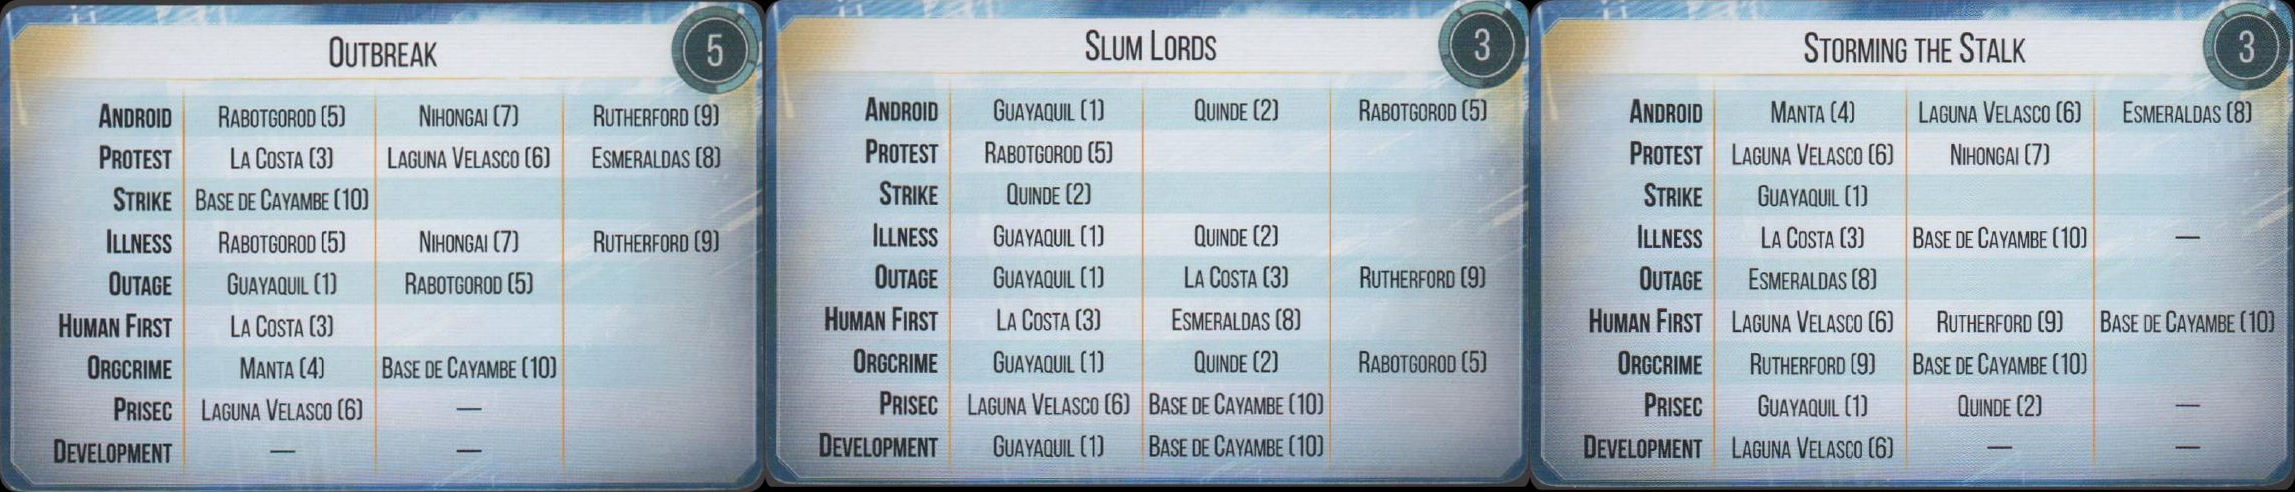 Outbreak 5
Android Rabotgorod (5) Nihongai (7) Rutherford (9)
Protest La Costa (3) Laguna Velasco (6) Esmeraldas (8)
Strike Base de Cayambe (10)
Illness Rabotgorod (5) Nihongai (7) Rutherford (9)
Outage Guayaquil (1) Rabotgorod (5)
Human First La Costa (3)
Orgcrime Manta (4) Base de Cayambe (10)
Prisec Laguna Velasco (6) —
Development — —
Slum Lords 3
Android Guayaquil (1) Quinde (2) Rabotgorod (5)
Protest Rabotgorod (5)
Strike Quinde (2)
Illness Guayaquil (1) Quinde (2)
Outage Guayaquil (1) La Costa (3) Rutherford (9)
Human First La Costa (3) Esmeraldas (8)
Orgcrime Guayaquil (1) Quinde (2) Rabotgorod (5)
Prisec Laguna Velasco (6) Base de Cayambe (10)
Development Guayaquil (1) Base de Cayambe (10)
Storming the Stalk 3
Android Manta (4) Laguna Velasco (6) Esmeraldas (8)
Protest Laguna Velasco (6) Nihongai (7)
Strike Guayaquil (1)
Illness La Costa (3) Base de Cayambe (10) —
Outage Esmeraldas (8)
Human First Laguna Velasco (6) Rutherford (9) Base de Cayambe (10)
Orgcrime Rutherford (9) Base de Cayambe (10)
Prisec Guayaquil (1) Quinde (2) —
Development Laguna Velasco (6) — —